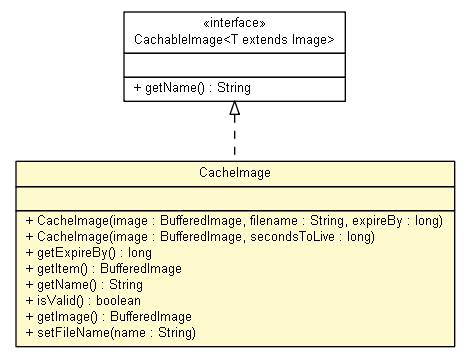 «interface»
CachableImage<T extends Image>
+ getName() : String
CacheImage
+ CacheImage(image : BufferedImage, filename : String, expireBy : long)
+ CacheImage(image : BufferedImage, secondsToLive : long)
+ getExpireBy() : long
+ getItem() : BufferedImage
+ getName() : String
+ isValid() : boolean
+ getImage() : BufferedImage
+ setFileName(name : String)